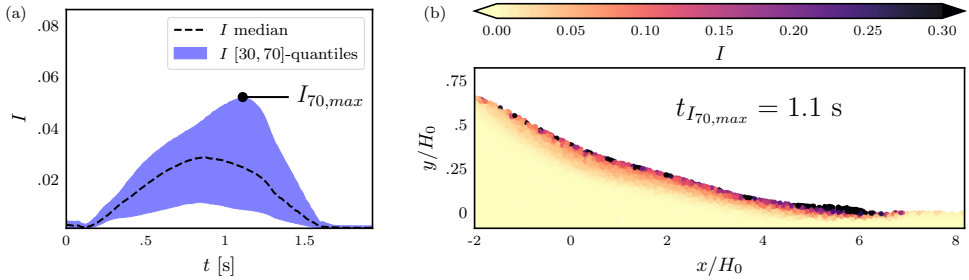 (a)
.08
.06
.04
.02
I
I median
I [30, 70]-quantiles
I70,max
0 .5 1 1.5
t [s]
(b)
0.00 0.05 0.10 0.15 0.20 0.25 0.30
I
.75
.5
.25
0
y/H0
tI70,max = 1.1 s
-2 0 2 4 6 8
x/H0